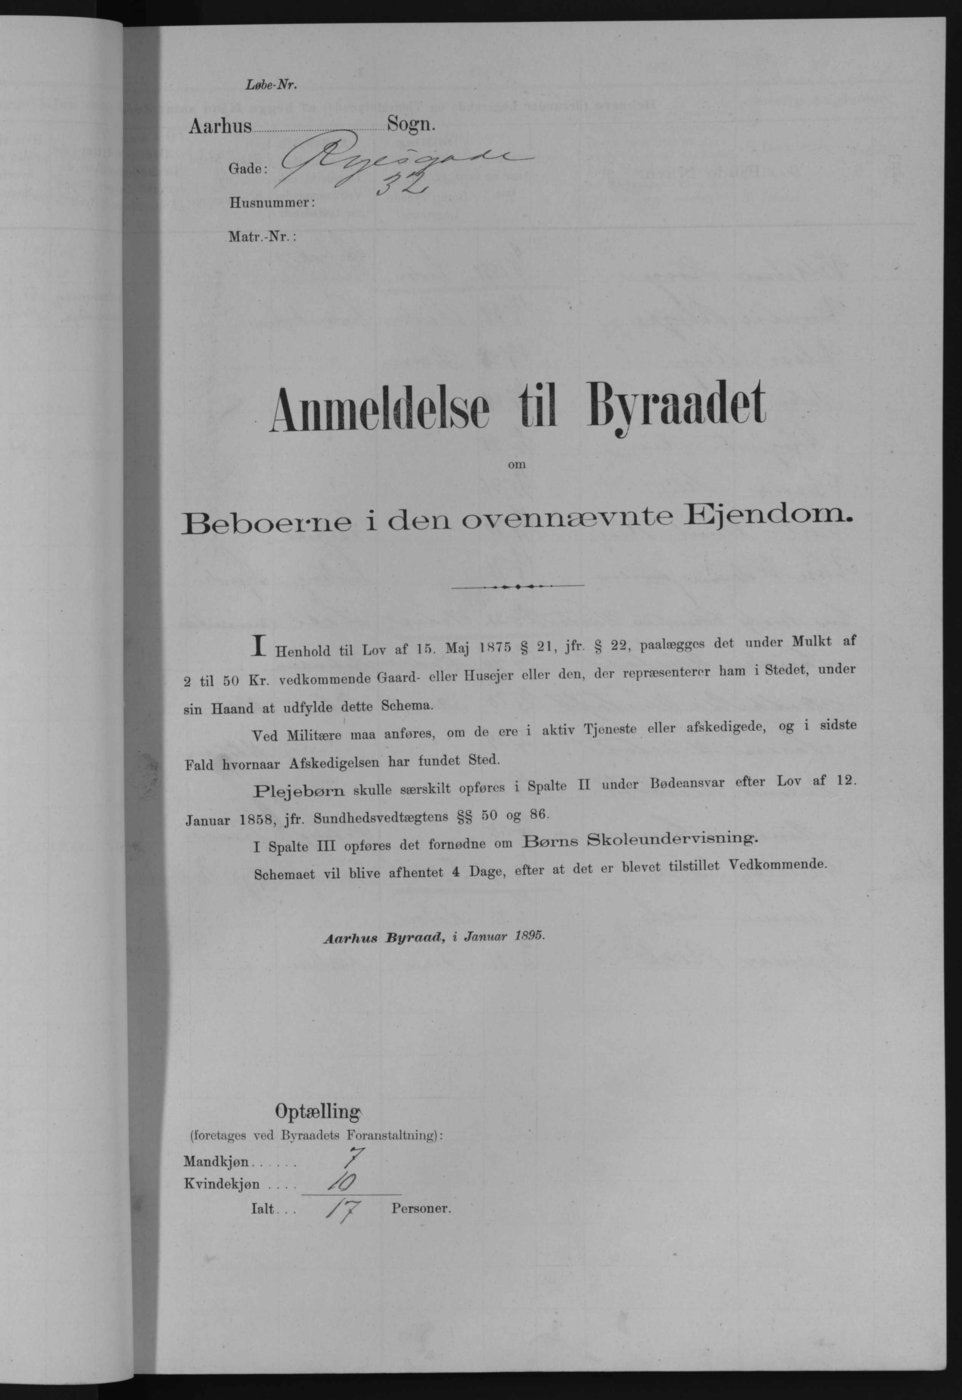 Løbe-Nr.
Aarhus Sogn.
Gade: Ryesgade
Husnummer: 32
Matr.-Nr.:
Anmeldelse til Byraadet
om
Beboerne i den ovennævnte Ejendom.
I Henhold til Lov af 15. Maj 1875 § 21, jfr. § 22, paalægges det under Mulkt af
2 til 50 Kr. vedkommende Gaard- eller Husejer eller den, der repræsenterer ham i Stedet, under
sin Haand at udfylde dette Schema.
Ved Militære maa anføres, om de ere i aktiv Tjeneste eller afskedigede, og i sidste
Fald hvornaar Afskedigelsen har fundet Sted.
Plejebørn skulle særskilt opføres i Spalte II under Bødeansvar efter Lov af 12.
Januar 1858, jfr. Sundhedsvedtægtens §§ 50 og 86.
I Spalte III opføres det fornødne om Børns Skoleundervisning.
Schemaet vil blive afhentet 4 Dage, efter at det er blevet tilstillet Vedkommende.
Aarhus Byraad, i Januar 1895.
Optælling
(foretages ved Byraadets Foranstaltning):
Mandkjøn...... 7
Kvindekjøn .... 10
Ialt... 17 Personer.